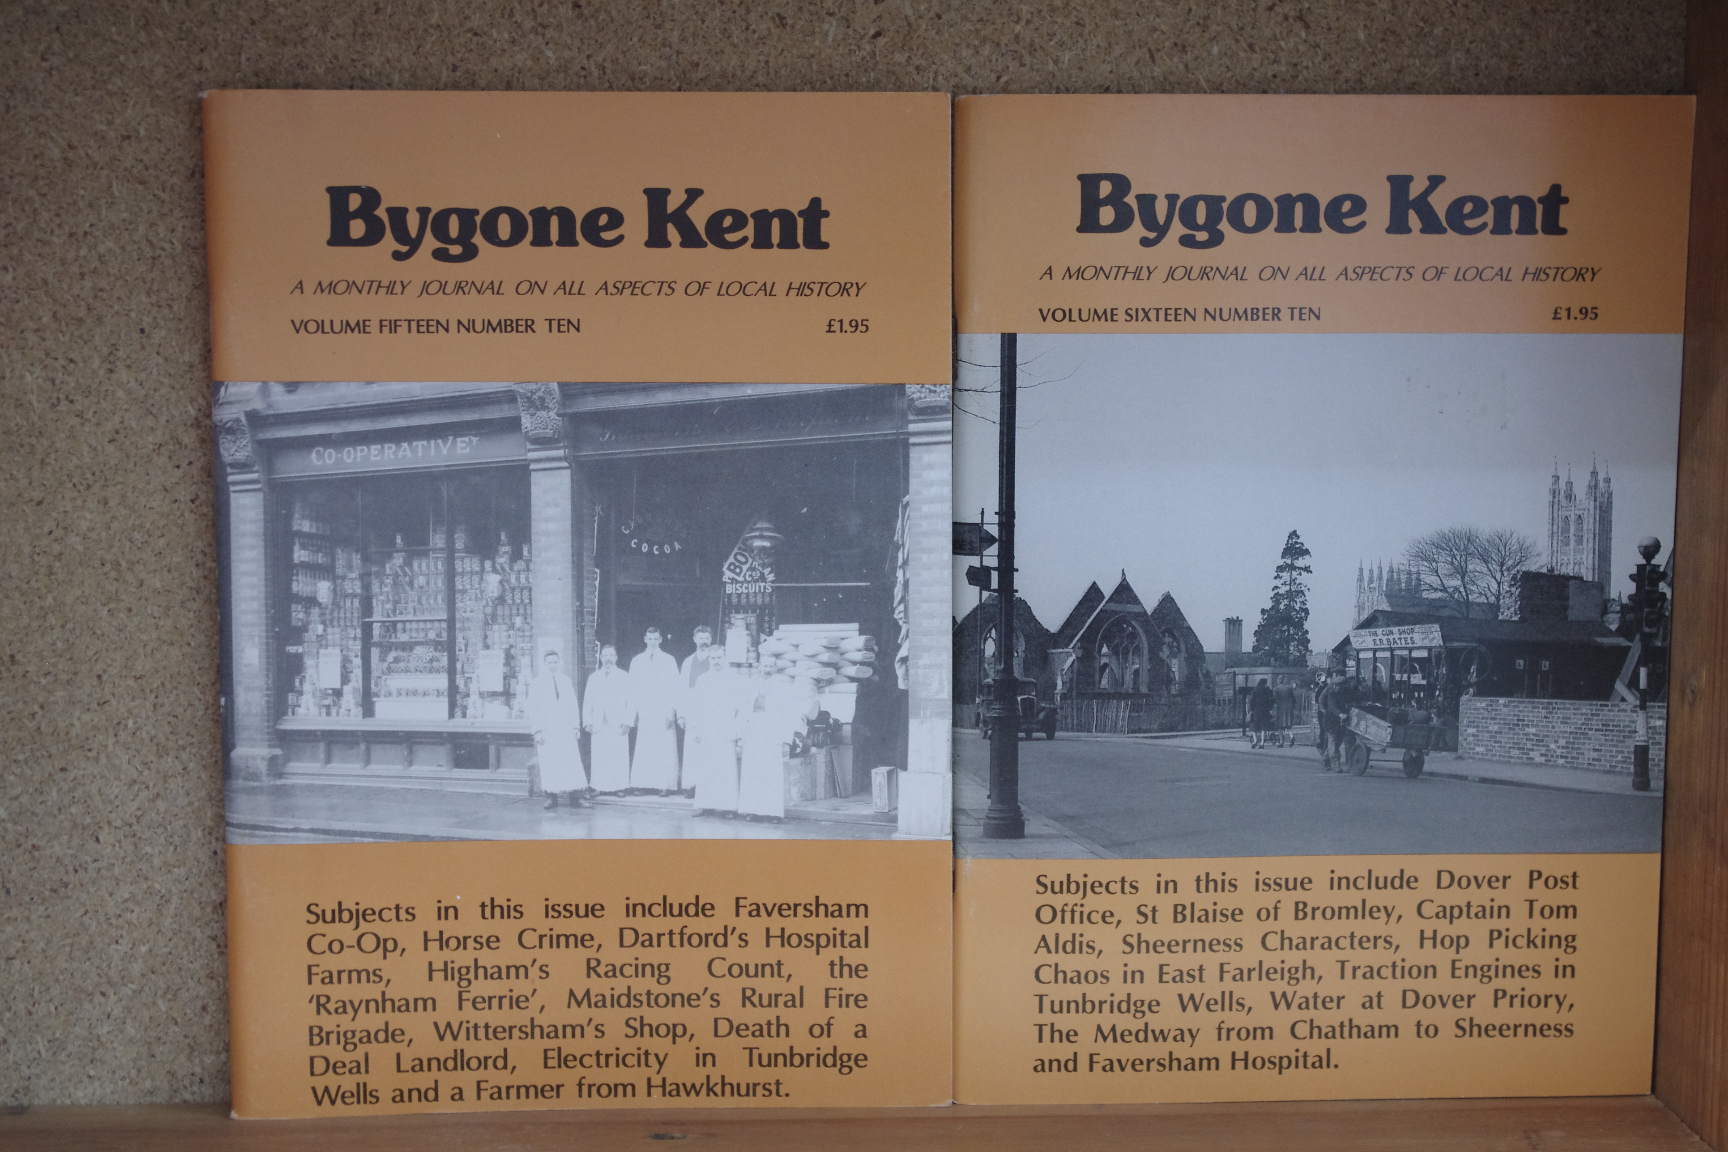 Bygone Kent
A MONTHLY JOURNAL ON ALL ASPECTS OF LOCAL HISTORY
VOLUME FIFTEEN NUMBER TEN £1.95
CO-OPERATIVE
COCOA
BISCUITS
Subjects in this issue include Faversham
Co-Op, Horse Crime, Dartford's Hospital
Farms, Higham's Racing Count, the
'Raynham Ferrie', Maidstone's Rural Fire
Brigade, Wittersham's Shop, Death of a
Deal Landlord, Electricity in Tunbridge
Wells and a Farmer from Hawkhurst.
Bygone Kent
A MONTHLY JOURNAL ON ALL ASPECTS OF LOCAL HISTORY
VOLUME SIXTEEN NUMBER TEN £1.95
THE GUN SHOP
BATES.
Subjects in this issue include Dover Post
Office, St Blaise of Bromley, Captain Tom
Aldis, Sheerness Characters, Hop Picking
Chaos in East Farleigh, Traction Engines in
Tunbridge Wells, Water at Dover Priory,
The Medway from Chatham to Sheerness
and Faversham Hospital.